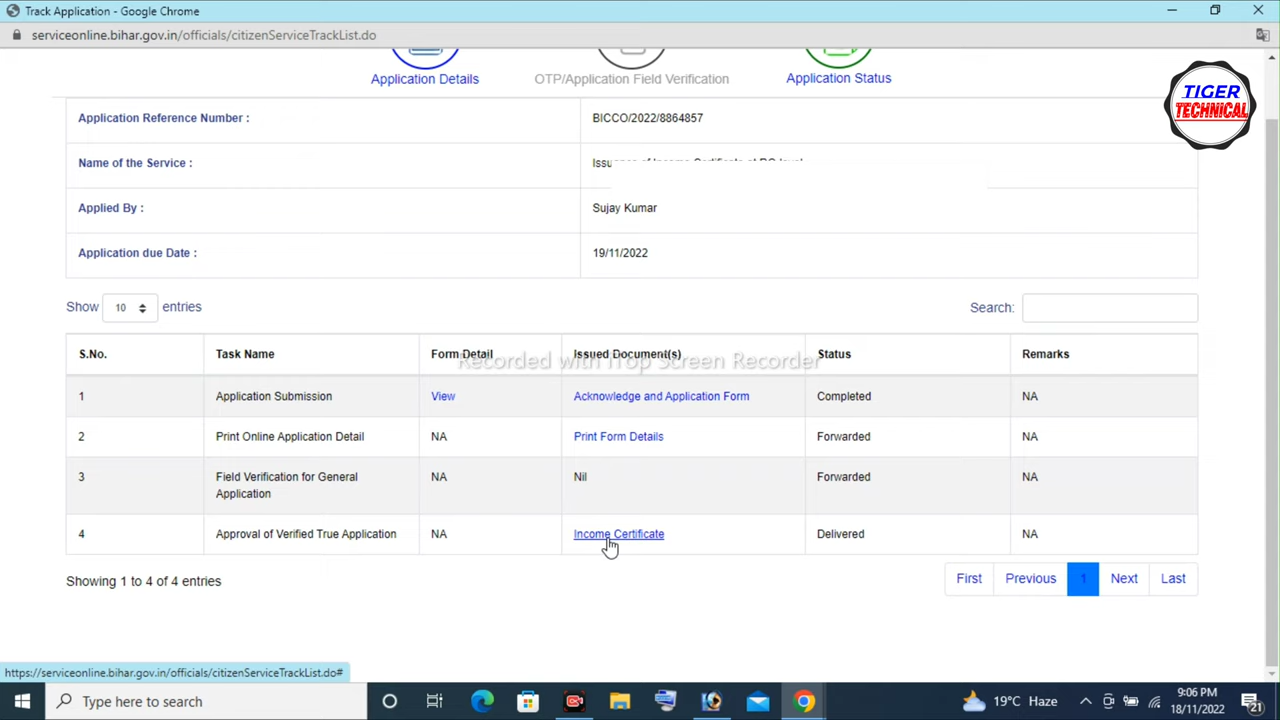 Track Application - Google Chrome
serviceonline.bihar.gov.in/officials/citizenServiceTrackList.do
TIGER
TECHNICAL
Application Details
OTP/Application Field Verification
Application Status
Application Reference Number : BICCO/2022/8864857
Name of the Service : Issuance of Income Certificate at RO level
Applied By : Sujay Kumar
Application due Date : 19/11/2022
Show 10 entries Search:
S.No. Task Name Form Detail Issued Document(s) Status Remarks
Recorded with iTop Screen Recorder
1 Application Submission View Acknowledge and Application Form Completed NA
2 Print Online Application Detail NA Print Form Details Forwarded NA
3 Field Verification for General NA Nil Forwarded NA
Application
4 Approval of Verified True Application NA Income Certificate Delivered NA
Showing 1 to 4 of 4 entries First Previous 1 Next Last
https://serviceonline.bihar.gov.in/officials/citizenServiceTrackList.do#
Type here to search 19°C Haze 9:06 PM
18/11/2022 21